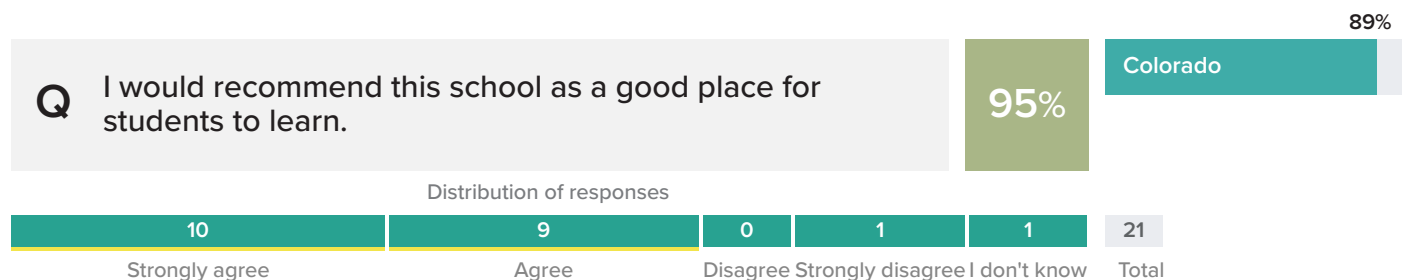 89%
Q
I would recommend this school as a good place for
students to learn.
95%
Colorado
Distribution of responses
10 9 0 1 1 21
Strongly agree Agree Disagree Strongly disagree I don't know Total